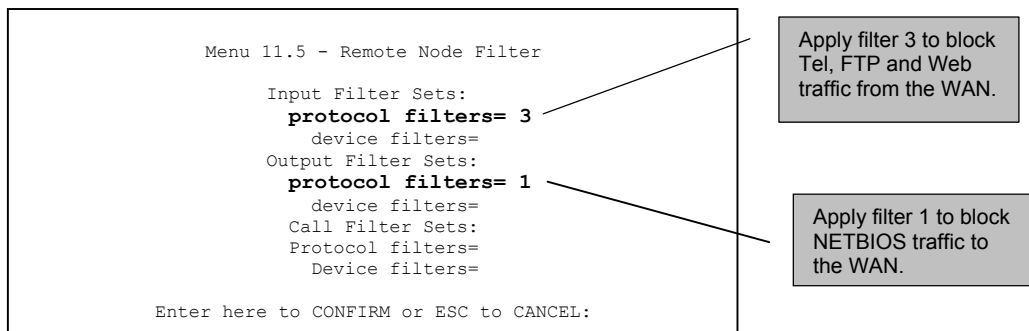 Menu 11.5 - Remote Node Filter
Input Filter Sets:
protocol filters= 3
device filters=
Output Filter Sets:
protocol filters= 1
device filters=
Call Filter Sets:
Protocol filters=
Device filters=
Enter here to CONFIRM or ESC to CANCEL:
Apply filter 3 to block
Tel, FTP and Web
traffic from the WAN.
Apply filter 1 to block
NETBIOS traffic to
the WAN.